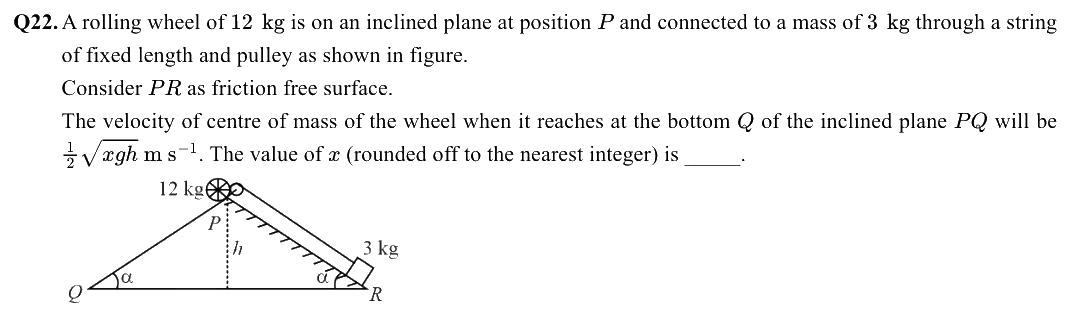 Q22. A rolling wheel of 12 kg is on an inclined plane at position P and connected to a mass of 3 kg through a string
of fixed length and pulley as shown in figure.
Consider PR as friction free surface.
The velocity of centre of mass of the wheel when it reaches at the bottom Q of the inclined plane PQ will be
½√xgh m s⁻¹. The value of x (rounded off to the nearest integer) is _____.
12 kg
P
h
3 kg
α
α
Q
R